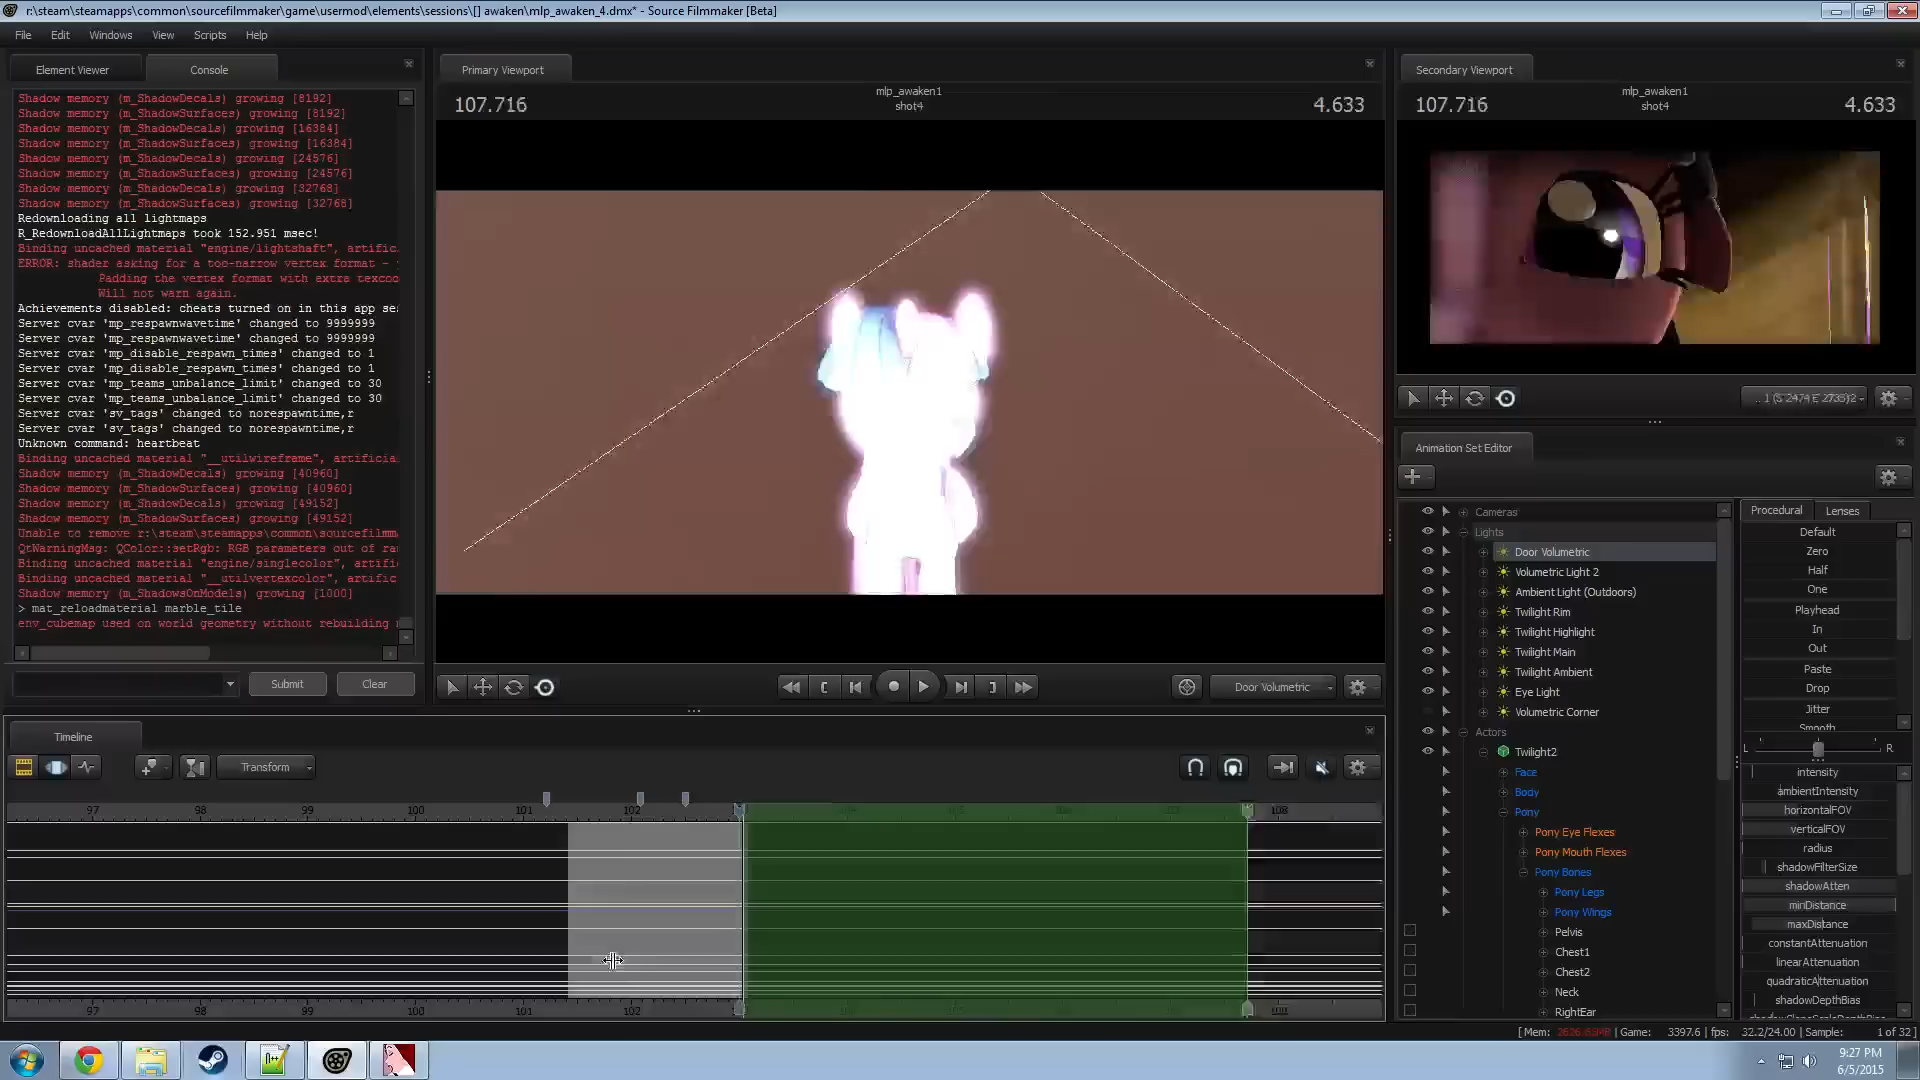 r:\steam\steamapps\common\sourcefilmmaker\game\usermod\elements\sessions\[] awaken\mlp_awaken_4.dmx* - Source Filmmaker [Beta]
File Edit Windows View Scripts Help
Element Viewer
Console
Shadow memory (m_ShadowDecals) growing [8192]
Shadow memory (m_ShadowSurfaces) growing [8192]
Shadow memory (m_ShadowDecals) growing [16384]
Shadow memory (m_ShadowSurfaces) growing [16384]
Shadow memory (m_ShadowDecals) growing [24576]
Shadow memory (m_ShadowSurfaces) growing [24576]
Shadow memory (m_ShadowDecals) growing [32768]
Shadow memory (m_ShadowSurfaces) growing [32768]
Redownloading all lightmaps
R_RedownloadAllLightmaps took 152.951 msec!
Binding uncached material "engine/lightshaft", artific
ERROR: shader asking for a too-narrow vertex format -
Padding the vertex format with extra texcoo
Will not warn again.
Achievements disabled: cheats turned on in this app se
Server cvar 'mp_respawnwavetime' changed to 9999999
Server cvar 'mp_respawnwavetime' changed to 9999999
Server cvar 'mp_disable_respawn_times' changed to 1
Server cvar 'mp_disable_respawn_times' changed to 1
Server cvar 'mp_teams_unbalance_limit' changed to 30
Server cvar 'mp_teams_unbalance_limit' changed to 30
Server cvar 'sv_tags' changed to norespawntime,r
Server cvar 'sv_tags' changed to norespawntime,r
Unknown command: heartbeat
Binding uncached material "__utilwireframe", artificia
Shadow memory (m_ShadowDecals) growing [40960]
Shadow memory (m_ShadowSurfaces) growing [40960]
Shadow memory (m_ShadowDecals) growing [49152]
Shadow memory (m_ShadowSurfaces) growing [49152]
Unable to remove r:\steam\steamapps\common\sourcefilmm
QtWarningMsg: QColor::setRgb: RGB parameters out of ra
Binding uncached material "engine/singlecolor", artifi
Binding uncached material "__utilvertexcolor", artific
Shadow memory (m_ShadowsOnModels) growing [1000]
> mat_reloadmaterial marble_tile
env_cubemap used on world geometry without rebuilding
Submit
Clear
Primary Viewport
107.716
mlp_awaken1
shot4
4.633
Door Volumetric
Secondary Viewport
107.716
mlp_awaken1
shot4
4.633
Animation Set Editor
Cameras
Lights
Door Volumetric
Volumetric Light 2
Ambient Light (Outdoors)
Twilight Rim
Twilight Highlight
Twilight Main
Twilight Ambient
Eye Light
Volumetric Corner
Actors
Twilight2
Face
Body
Pony
Pony Eye Flexes
Pony Mouth Flexes
Pony Bones
Pony Legs
Pony Wings
Pelvis
Chest1
Chest2
Neck
RightEar
Procedural
Lenses
Default
Zero
Half
One
Playhead
In
Out
Paste
Drop
Jitter
Smooth
L R
intensity
ambientIntensity
horizontalFOV
verticalFOV
radius
shadowFilterSize
shadowAtten
minDistance
maxDistance
constantAttenuation
linearAttenuation
quadraticAttenuation
shadowDepthBias
Timeline
Transform
97 98 99 100 101 102 108
97 98 99 100 101 102
[ Mem: 2626.63MB | Game: 3397.6 | fps: 32.2/24.00 | Sample: 1 of 32 ]
9:27 PM
6/5/2015